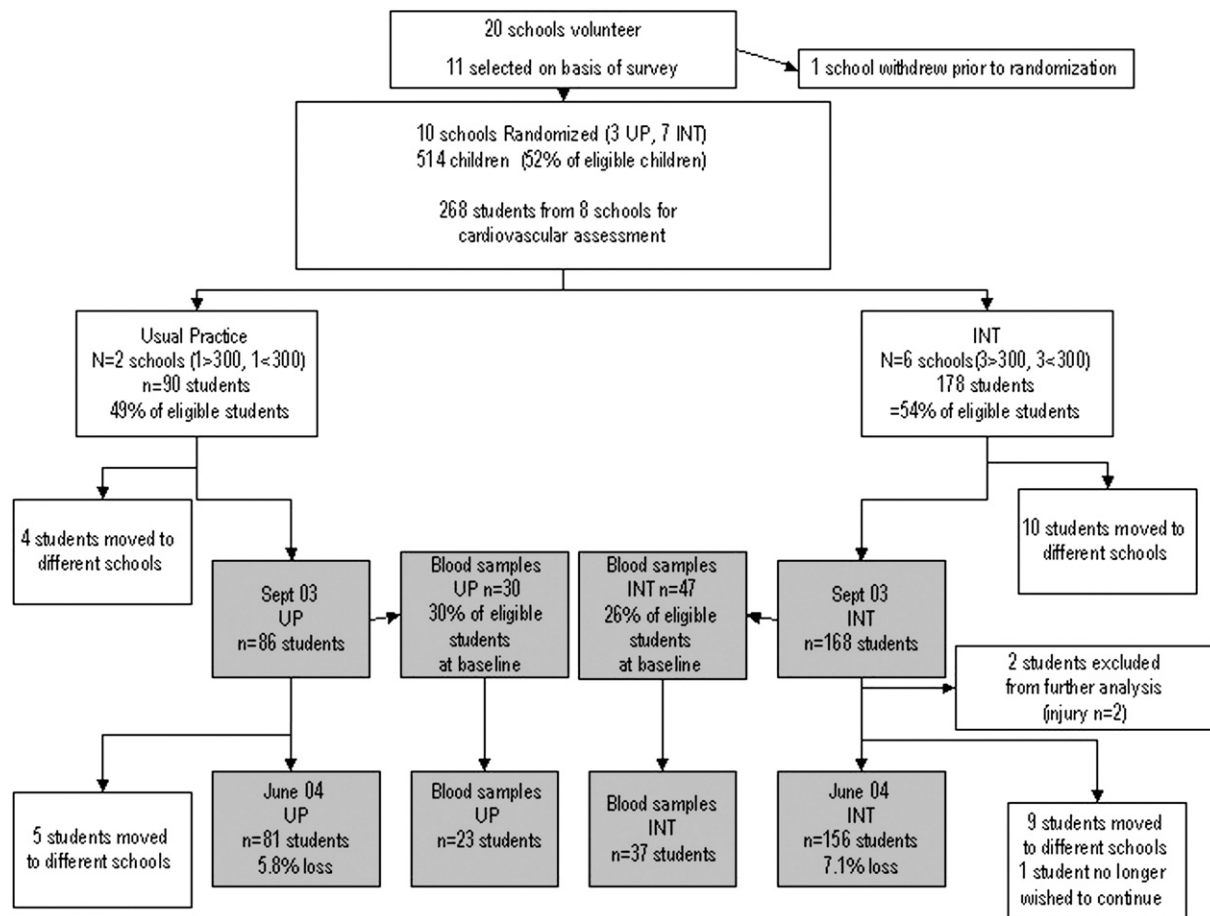 20 schools volunteer
11 selected on basis of survey
1 school withdrew prior to randomization
10 schools Randomized (3 UP, 7 INT)
514 children (52% of eligible children)
268 students from 8 schools for
cardiovascular assessment
Usual Practice
N=2 schools (1>300, 1<300)
n=90 students
49% of eligible students
INT
N=6 schools(3>300, 3<300)
178 students
=54% of eligible students
4 students moved to
different schools
10 students moved to
different schools
Sept 03
UP
n=86 students
Blood samples
UP n=30
30% of eligible
students
at baseline
Blood samples
INT n=47
26% of eligible
students
at baseline
Sept 03
INT
n=168 students
2 students excluded
from further analysis
(injury n=2)
5 students moved
to different schools
June 04
UP
n=81 students
5.8% loss
Blood samples
UP
n=23 students
Blood samples
INT
n=37 students
June 04
INT
n=156 students
7.1% loss
9 students moved
to different schools
1 student no longer
wished to continue